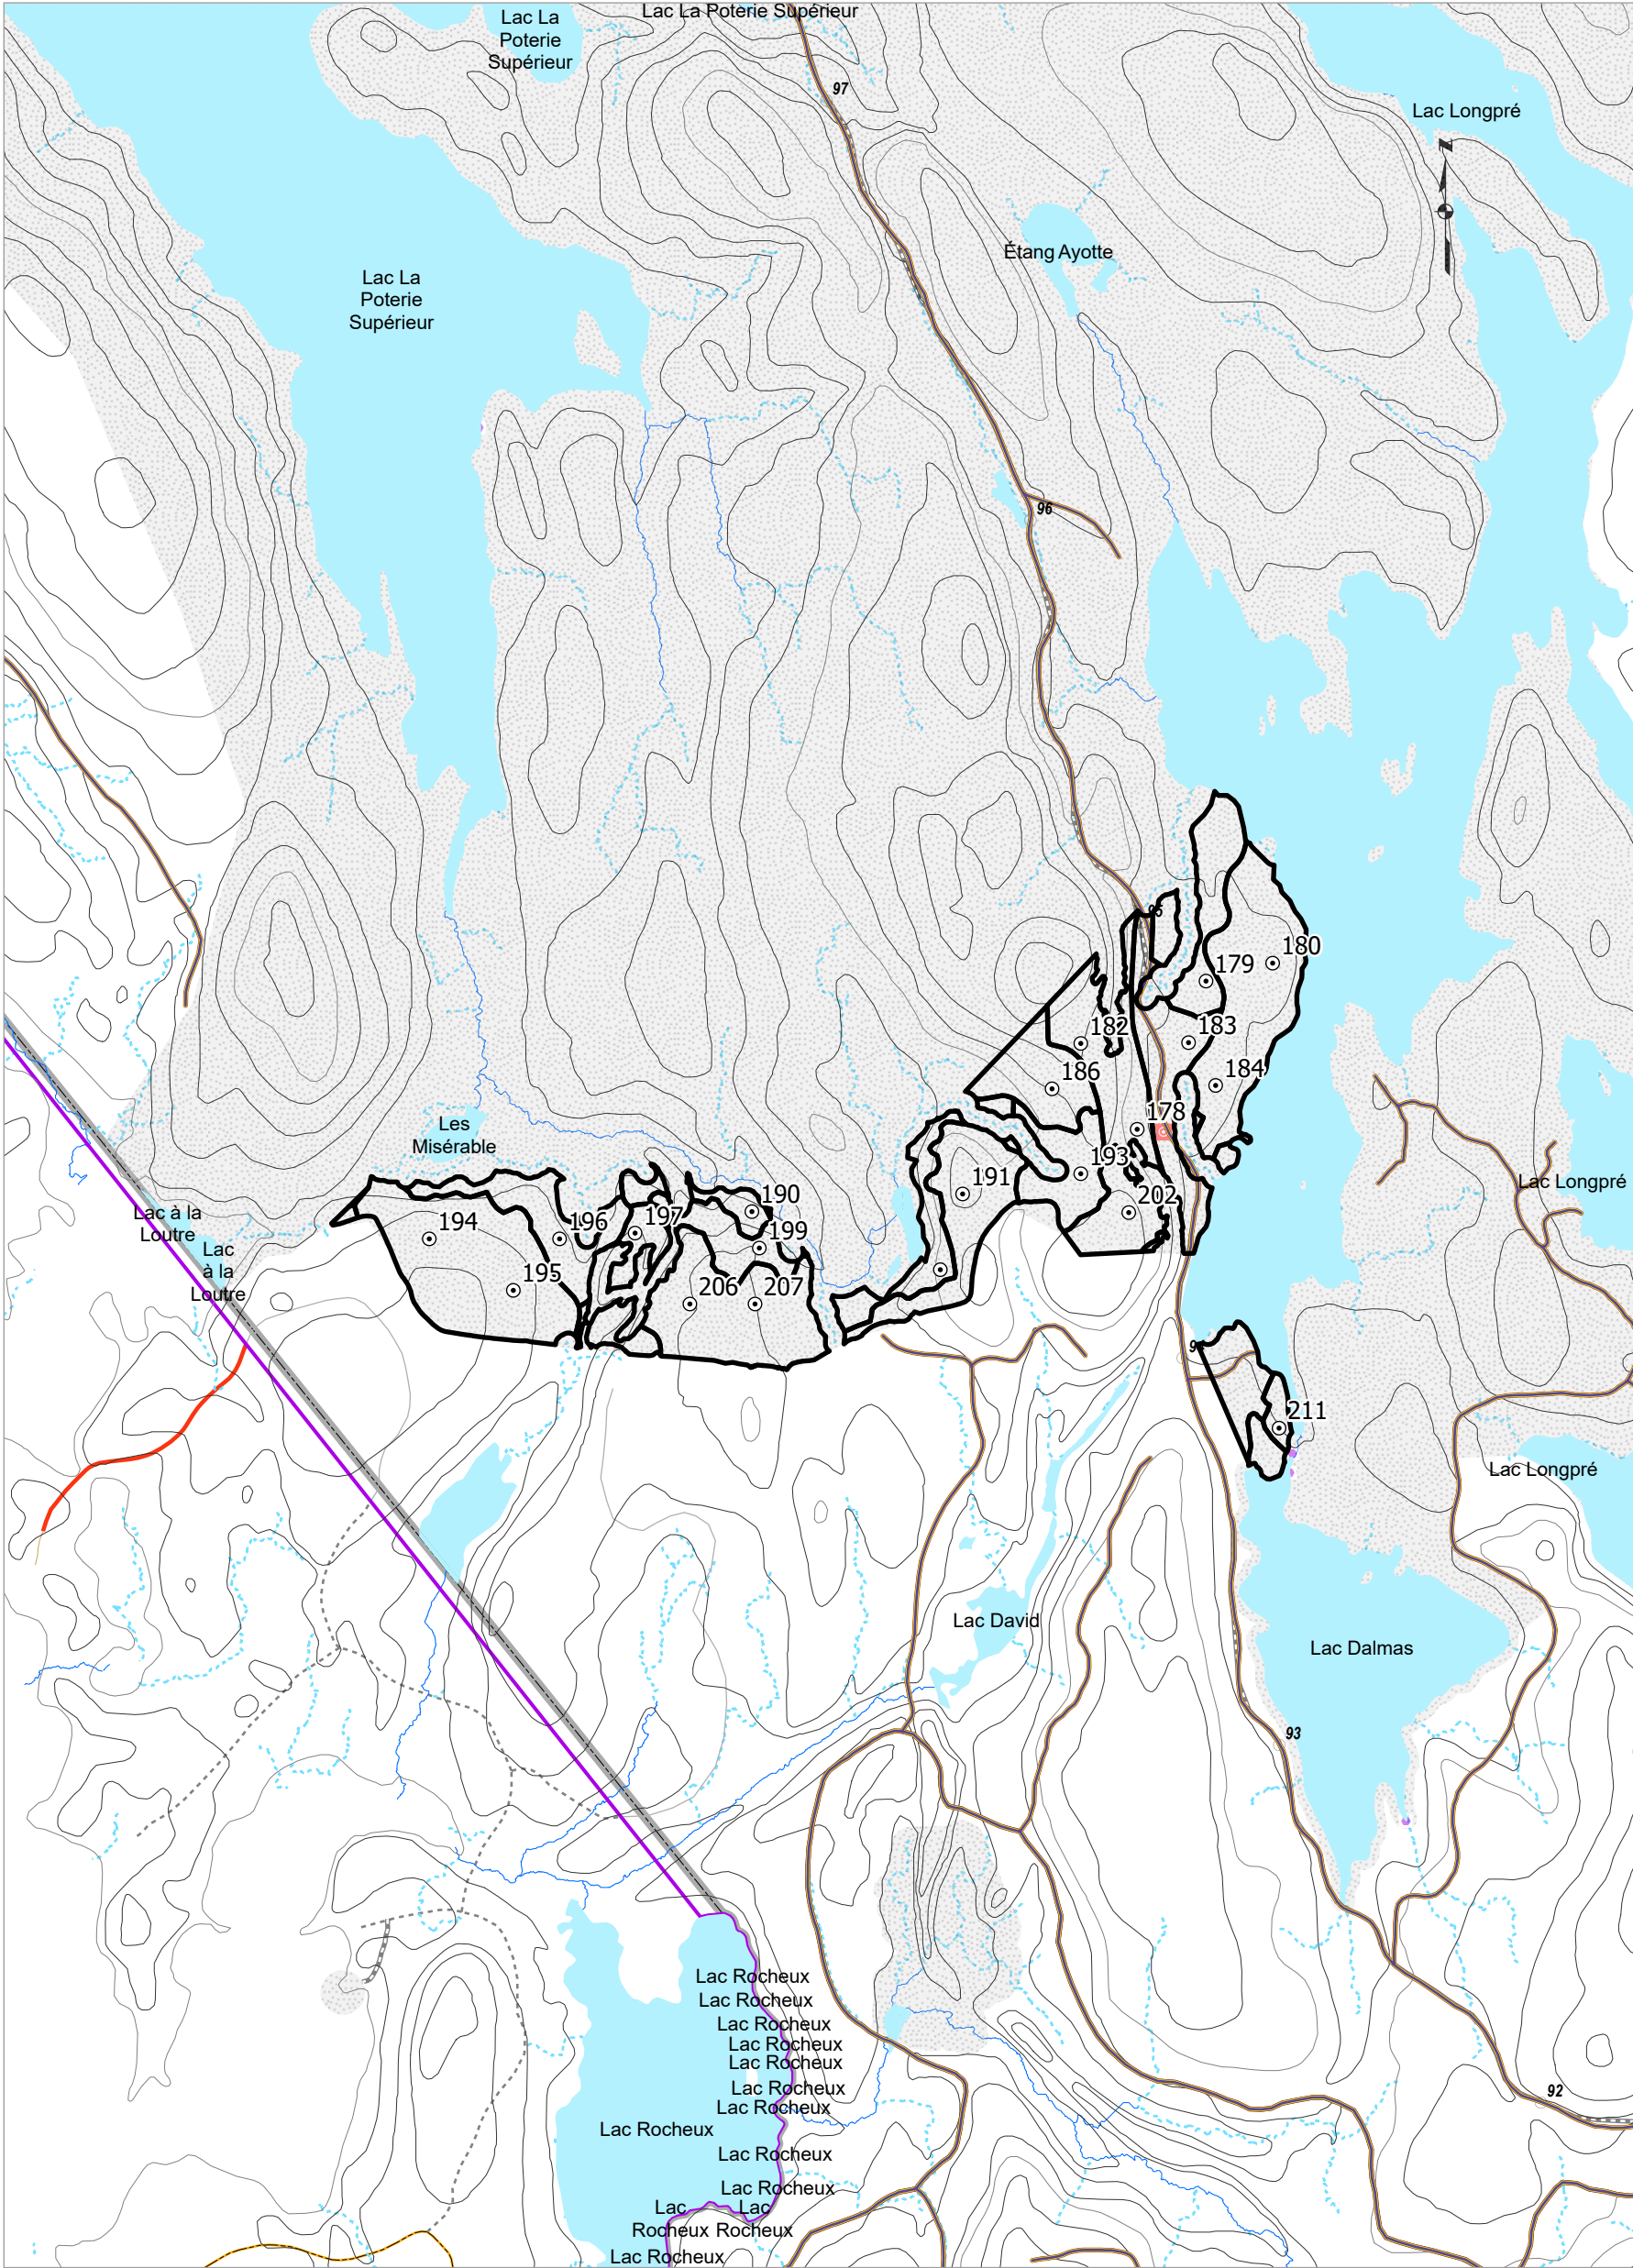 Lac La Poterie Supérieur
Lac La
Poterie
Supérieur
97
Lac Longpré
N
Étang Ayotte
Lac La
Poterie
Supérieur
96
95
180
179
182
183
186
184
178
Les
Misérable
193
191
202
190
194
196
197
199
Lac à la
Loutre
Lac
à la
Loutre
195
206
207
Lac Longpré
211
Lac Longpré
Lac David
Lac Dalmas
93
Lac Rocheux
Lac Rocheux
Lac Rocheux
Lac Rocheux
Lac Rocheux
Lac Rocheux
Lac Rocheux
Lac Rocheux
Lac Rocheux
Lac Rocheux
92
Lac
Rocheux
Lac
Rocheux
Lac Rocheux